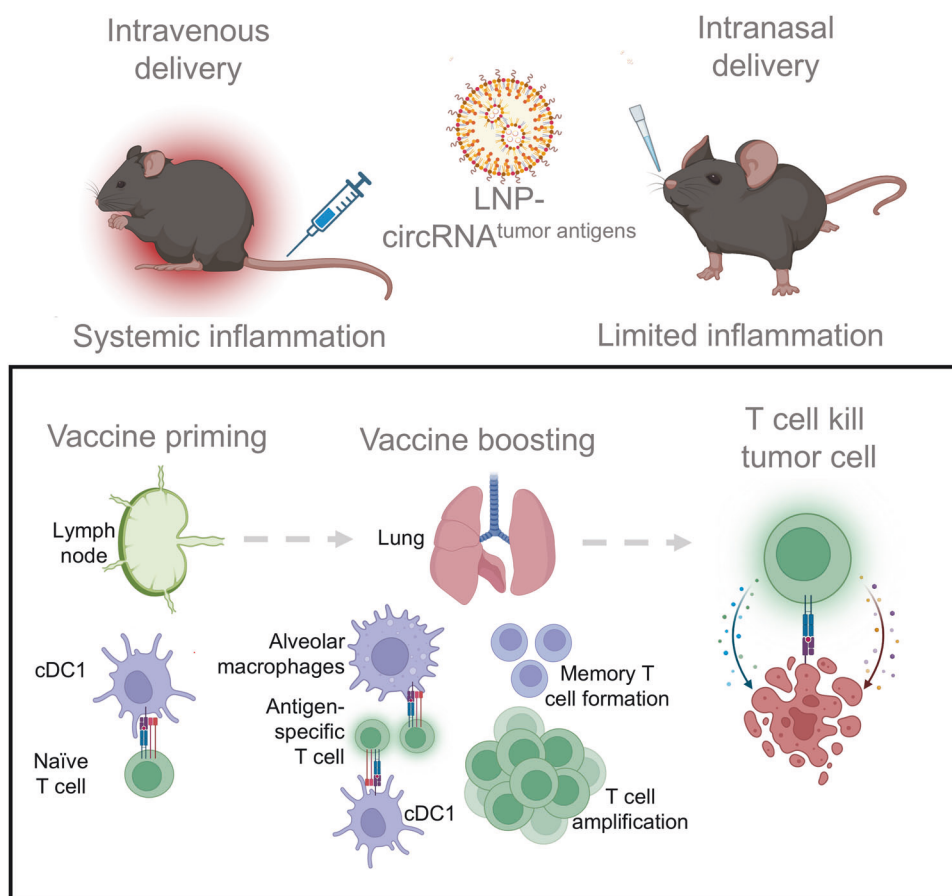 Intravenous
delivery
Intranasal
delivery
LNP-
circRNA^tumor antigens
Systemic inflammation
Limited inflammation
Vaccine priming
Vaccine boosting
T cell kill
tumor cell
Lymph
node
Lung
cDC1
Naïve
T cell
Alveolar
macrophages
Antigen-
specific
T cell
cDC1
Memory T
cell formation
T cell
amplification